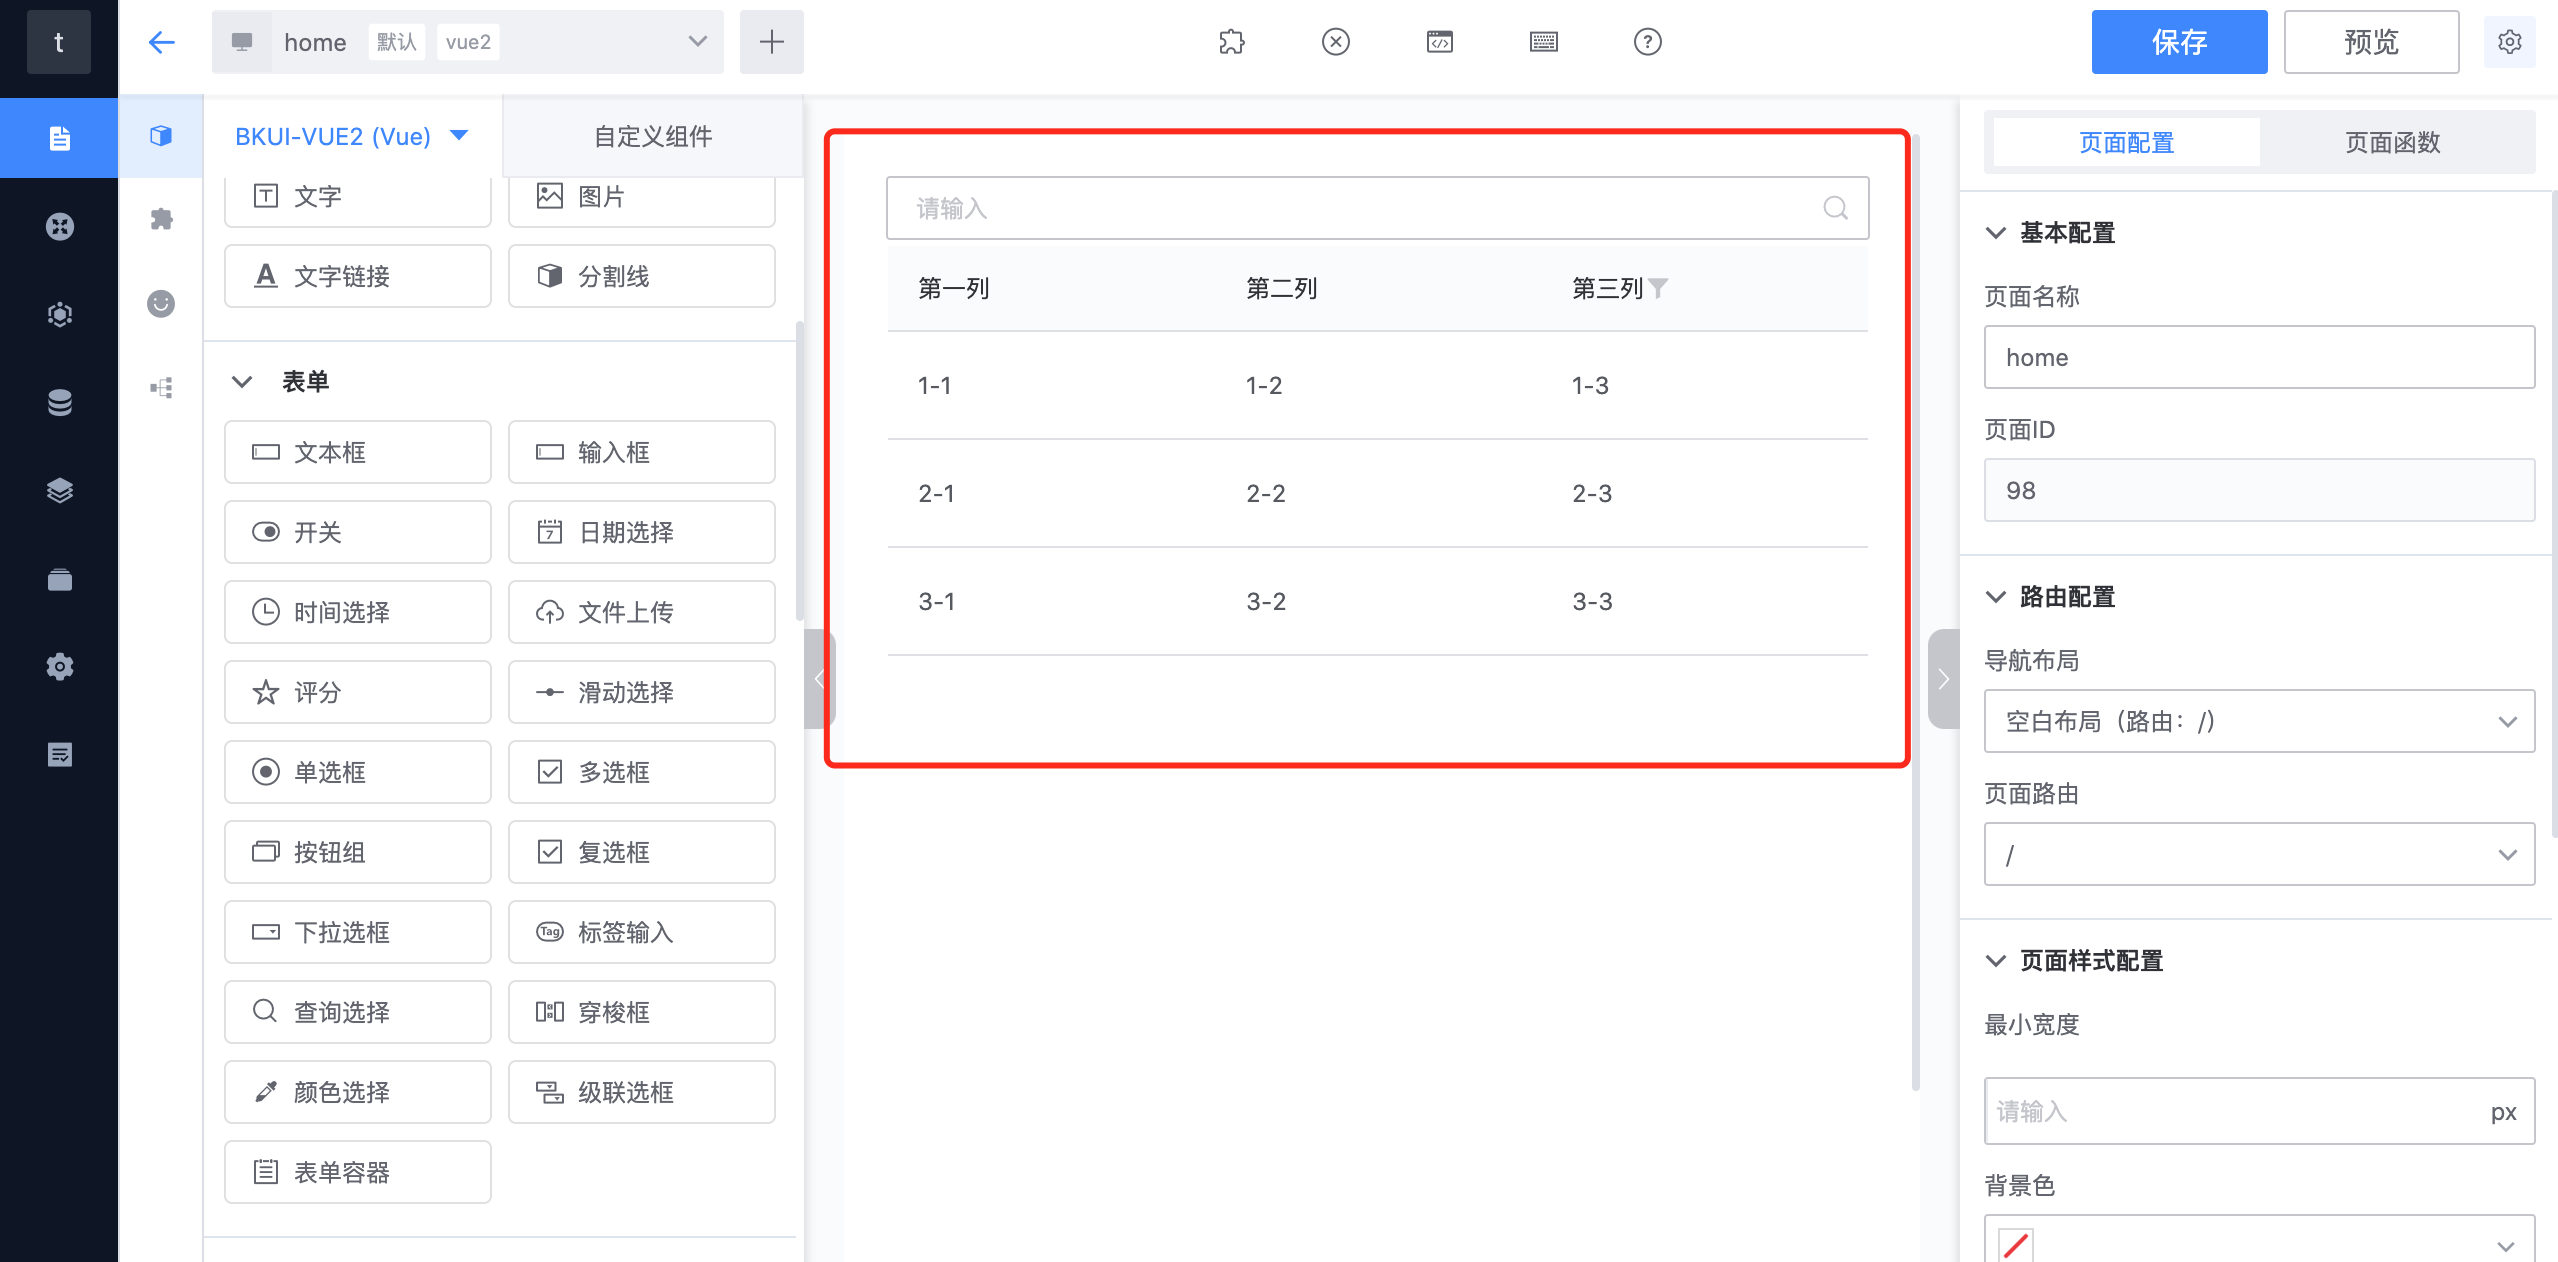 t
home 默认 vue2
保存
预览
BKUI-VUE2 (Vue)
自定义组件
文字
图片
文字链接
分割线
表单
文本框
输入框
开关
日期选择
时间选择
文件上传
评分
滑动选择
单选框
多选框
按钮组
复选框
下拉选框
Tag 标签输入
查询选择
穿梭框
颜色选择
级联选框
表单容器
请输入
第一列 第二列 第三列
1-1 1-2 1-3
2-1 2-2 2-3
3-1 3-2 3-3
页面配置
页面函数
基本配置
页面名称
home
页面ID
98
路由配置
导航布局
空白布局（路由：/）
页面路由
/
页面样式配置
最小宽度
请输入 px
背景色